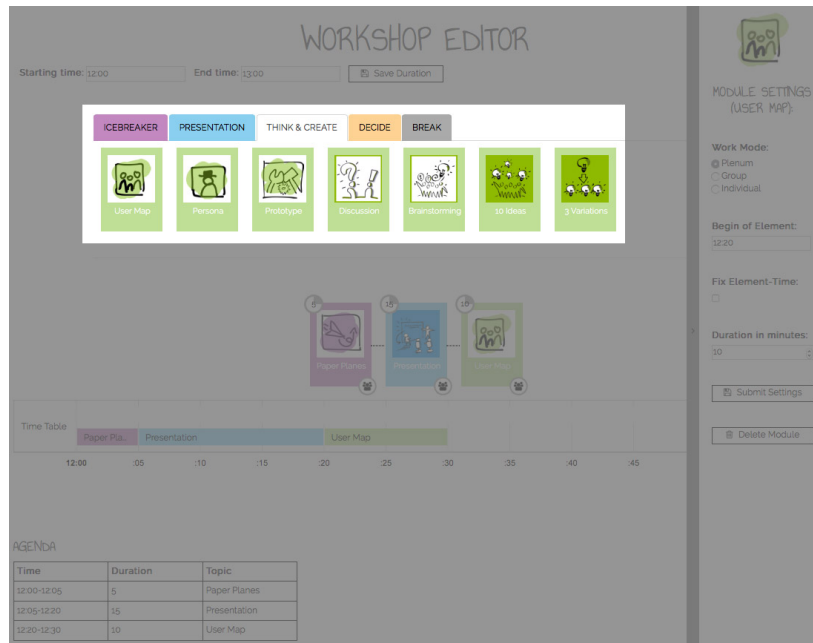 WORKSHOP EDITOR
Starting time: 12:00 End time: 13:00 Save Duration
ICEBREAKER PRESENTATION THINK & CREATE DECIDE BREAK
User Map Persona Prototype Discussion Brainstorming 10 Ideas 3 Variations
5 15 10
Paper Planes Presentation User Map
Time Table
Paper Pla... Presentation User Map
12:00 :05 :10 :15 :20 :25 :30 :35 :40 :45
AGENDA
Time Duration Topic
12:00-12:05 5 Paper Planes
12:05-12:20 15 Presentation
12:20-12:30 10 User Map
MODULE SETTINGS
(USER MAP):
Work Mode:
Plenum
Group
Individual
Begin of Element:
12:20
Fix Element-Time:
Duration in minutes:
10
Submit Settings
Delete Module